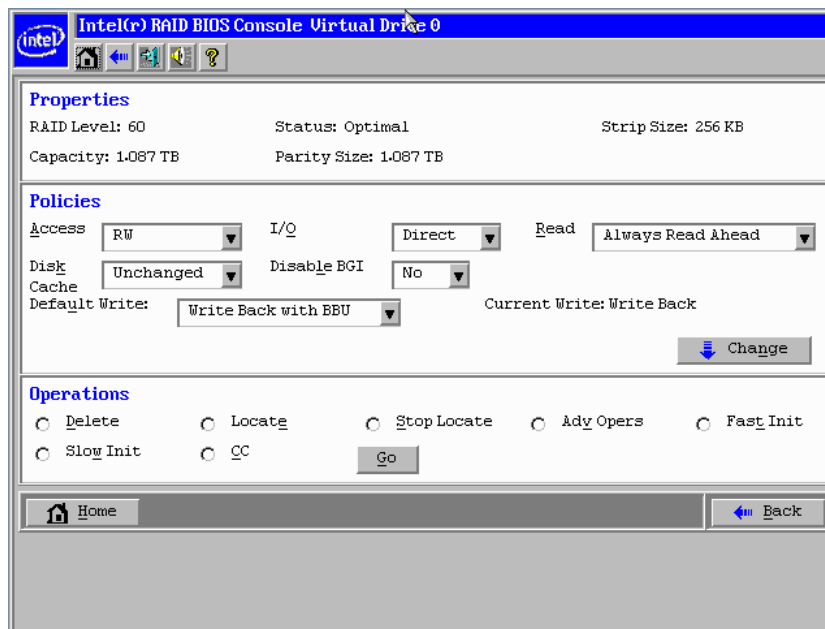 intel
Intel(r) RAID BIOS Console Virtual Drive 0
Properties
RAID Level: 60 Status: Optimal Strip Size: 256 KB
Capacity: 1.087 TB Parity Size: 1.087 TB
Policies
Access RW I/O Direct Read Always Read Ahead
Disk Cache Unchanged Disable BGI No
Default Write: Write Back with BBU Current Write: Write Back
Change
Operations
Delete Locate Stop Locate Adv Opers Fast Init
Slow Init CC Go
Home Back